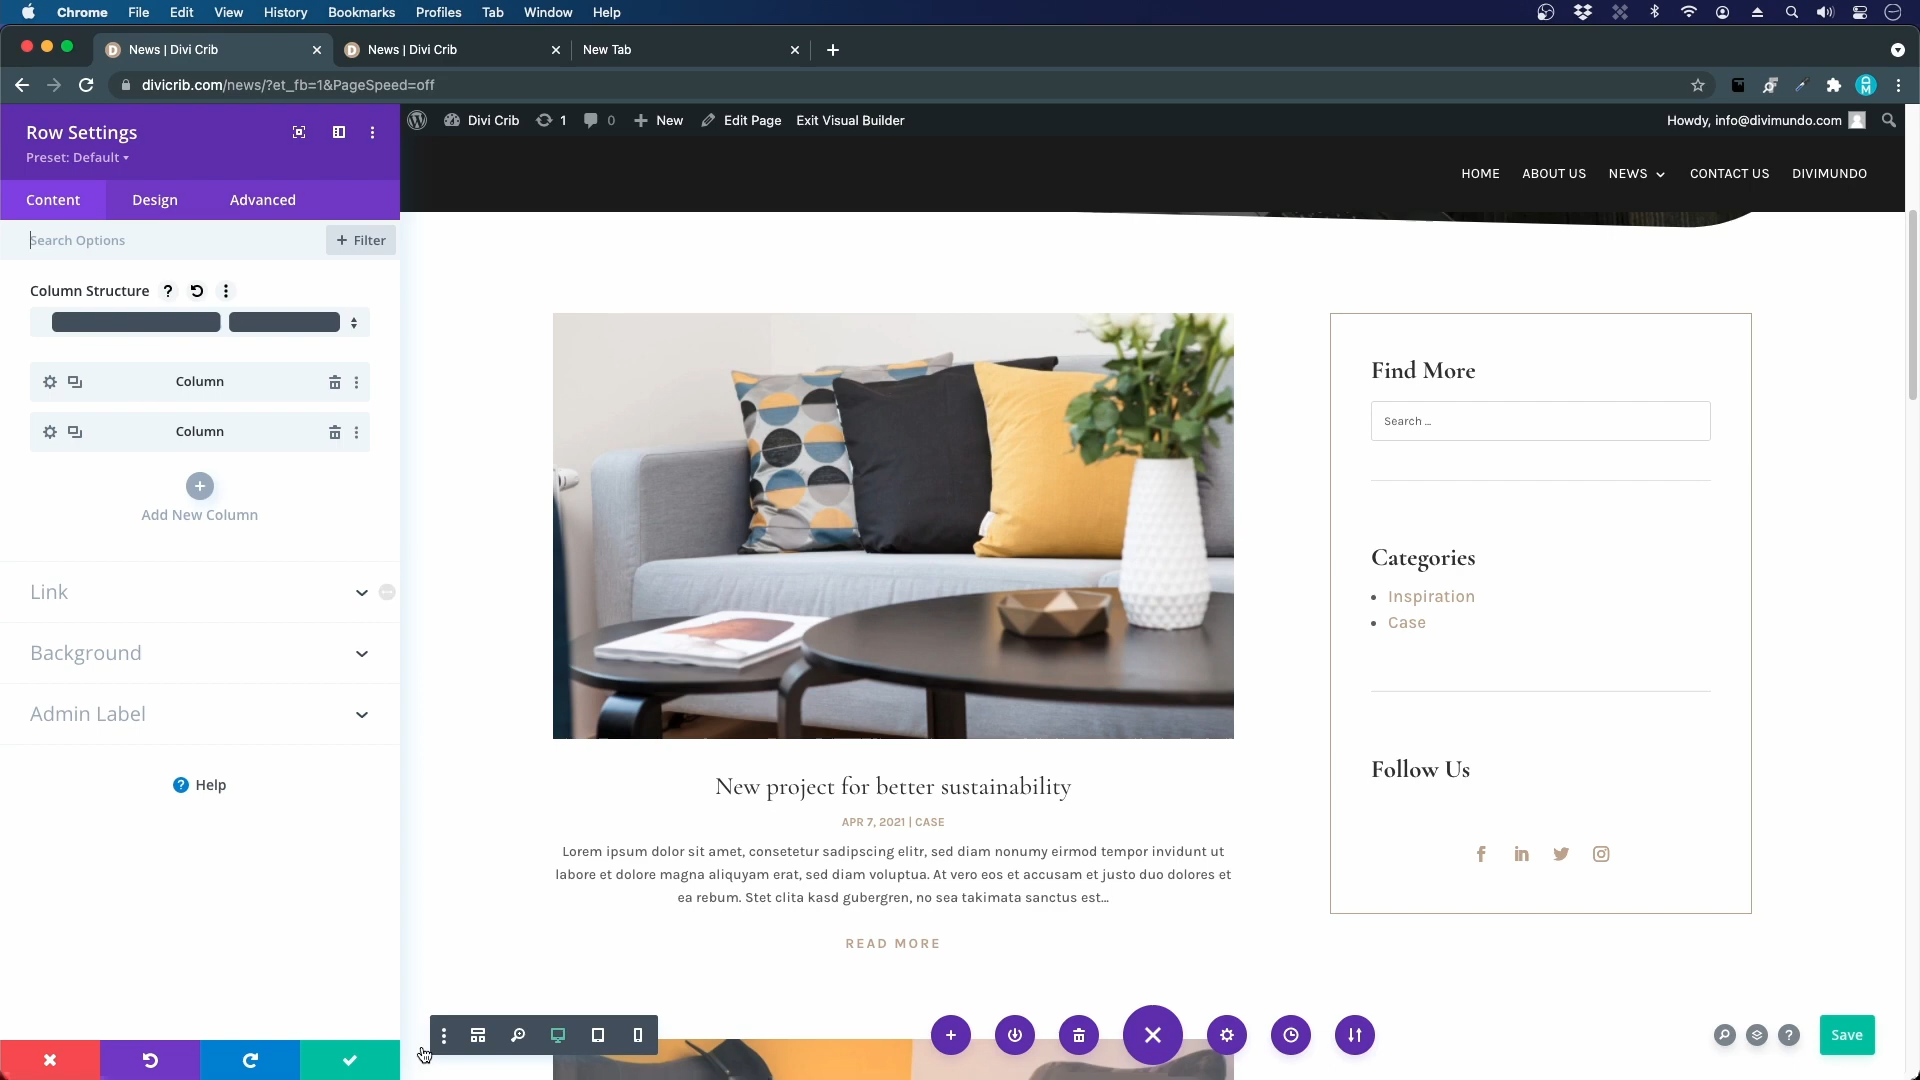 Chrome File Edit View History Bookmarks Profiles Tab Window Help
News | Divi Crib News | Divi Crib New Tab
divicrib.com/news/?et_fb=1&PageSpeed=off
Divi Crib 1 0 New Edit Page Exit Visual Builder Howdy, info@divimundo.com
Row Settings
Preset: Default
Content Design Advanced
Search Options + Filter
Column Structure
Column
Column
Add New Column
Link
Background
Admin Label
Help
HOME ABOUT US NEWS CONTACT US DIVIMUNDO
New project for better sustainability
APR 7, 2021 | CASE
Lorem ipsum dolor sit amet, consetetur sadipscing elitr, sed diam nonumy eirmod tempor invidunt ut
labore et dolore magna aliquyam erat, sed diam voluptua. At vero eos et accusam et justo duo dolores et
ea rebum. Stet clita kasd gubergren, no sea takimata sanctus est...
READ MORE
Find More
Search ...
Categories
Inspiration
Case
Follow Us
Save